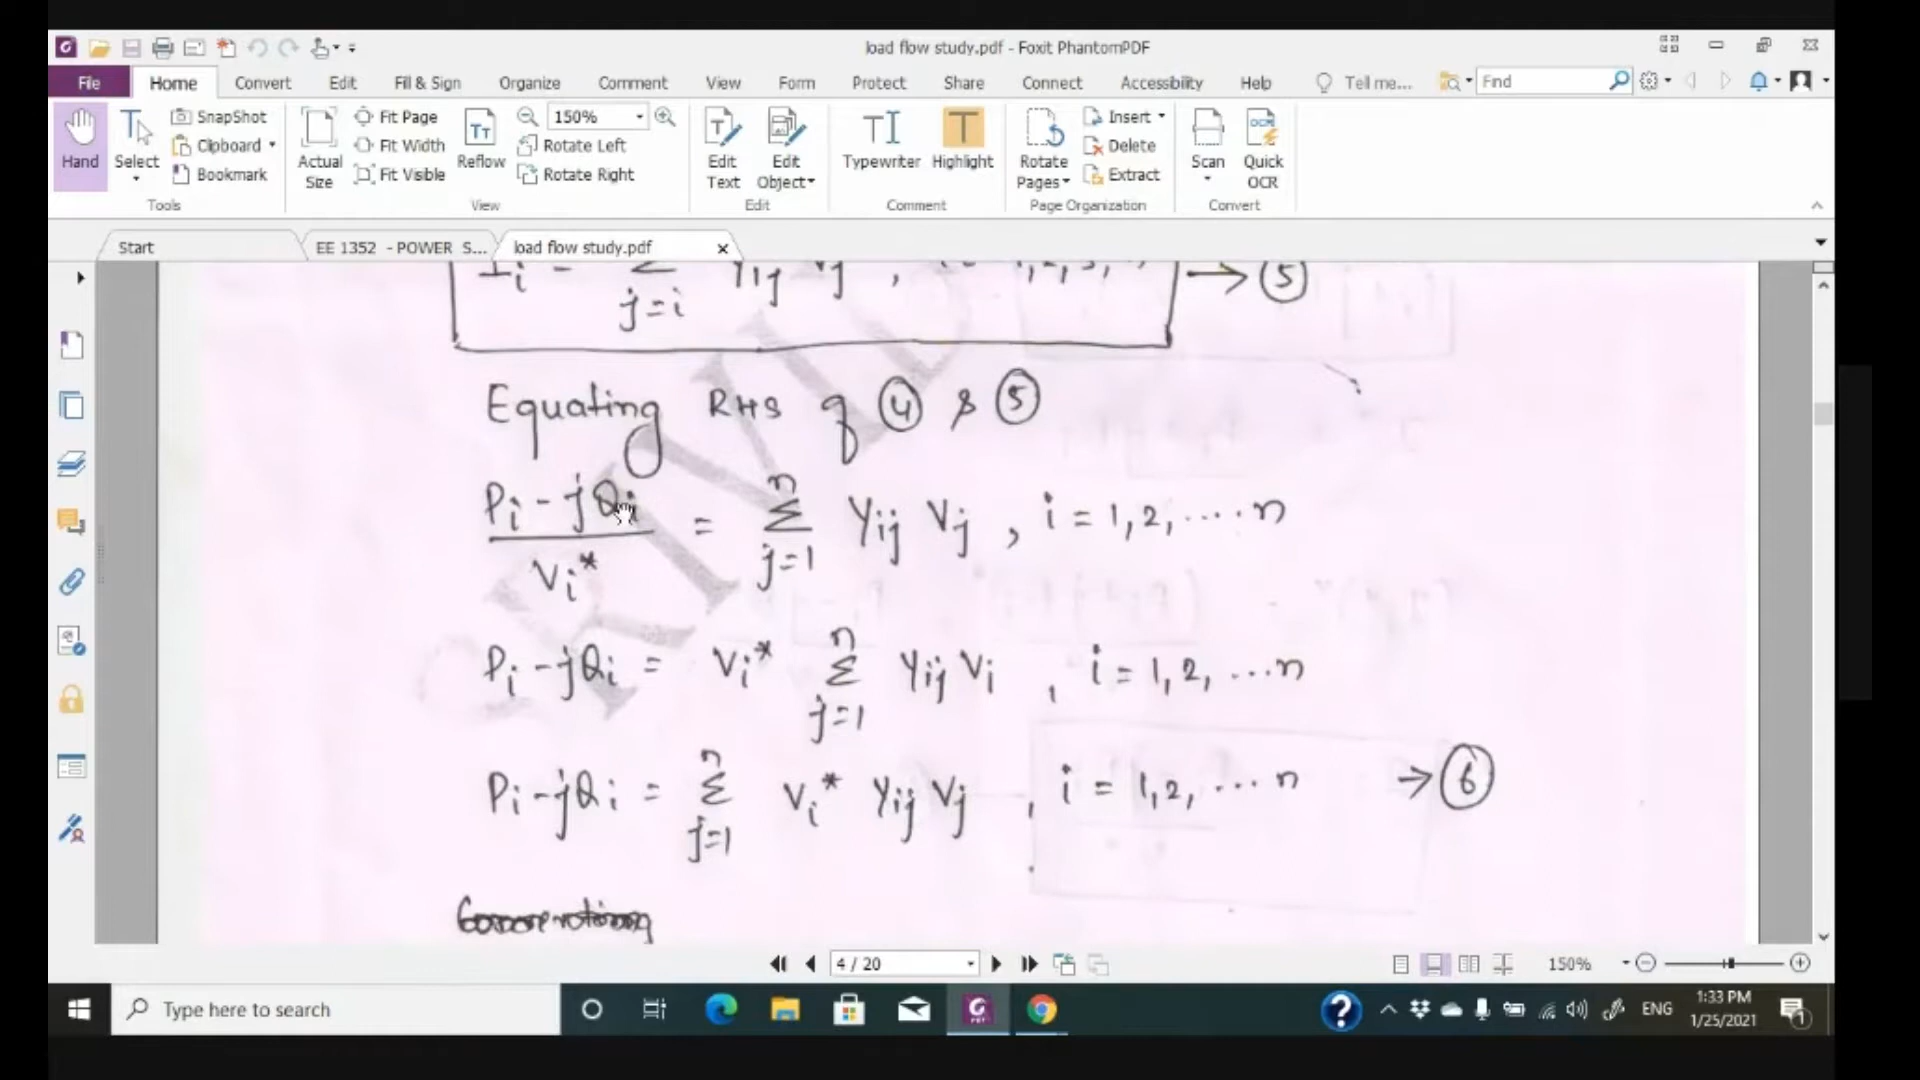 load flow study.pdf - Foxit PhantomPDF
File Home Convert Edit Fill & Sign Organize Comment View Form Protect Share Connect Accessibility Help Tell me... Find
Hand
Select
SnapShot
Clipboard
Bookmark
Tools
Actual Size
Fit Page
Fit Width
Fit Visible
Reflow
150%
Rotate Left
Rotate Right
View
Edit Text
Edit Object
Edit
Typewriter
Highlight
Comment
Rotate Pages
Insert
Delete
Extract
Page Organization
Scan
Quick OCR
Convert
Start EE 1352 - POWER S... load flow study.pdf
j=i → ⑤
Equating RHS of ④ & ⑤
Pi - jQi / Vi* = Σ(j=1 to n) Yij Vj , i = 1,2,....n
Pi - jQi = Vi* Σ(j=1 to n) Yij Vi , i = 1,2,...n
Pi - jQi = Σ(j=1 to n) Vi* Yij Vj , i = 1,2,...n → ⑥
4 / 20 150%
Type here to search ENG 1:33 PM
1/25/2021